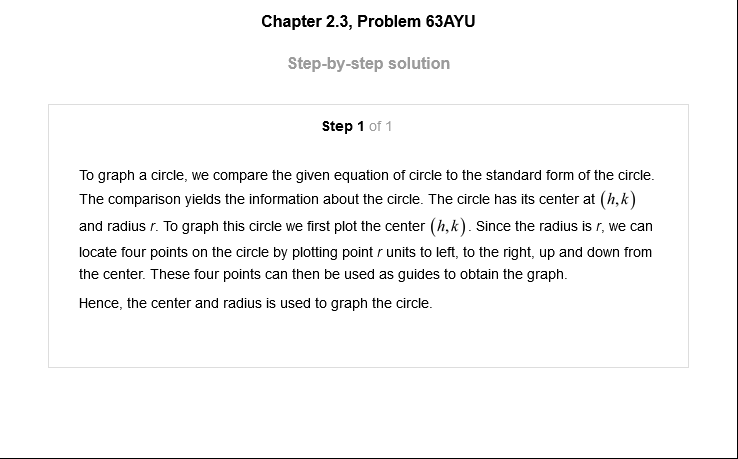 Chapter 2.3, Problem 63AYU
Step-by-step solution
Step 1 of 1
To graph a circle, we compare the given equation of circle to the standard form of the circle.
The comparison yields the information about the circle. The circle has its center at (h,k)
and radius r. To graph this circle we first plot the center (h,k). Since the radius is r, we can
locate four points on the circle by plotting point r units to left, to the right, up and down from
the center. These four points can then be used as guides to obtain the graph.
Hence, the center and radius is used to graph the circle.